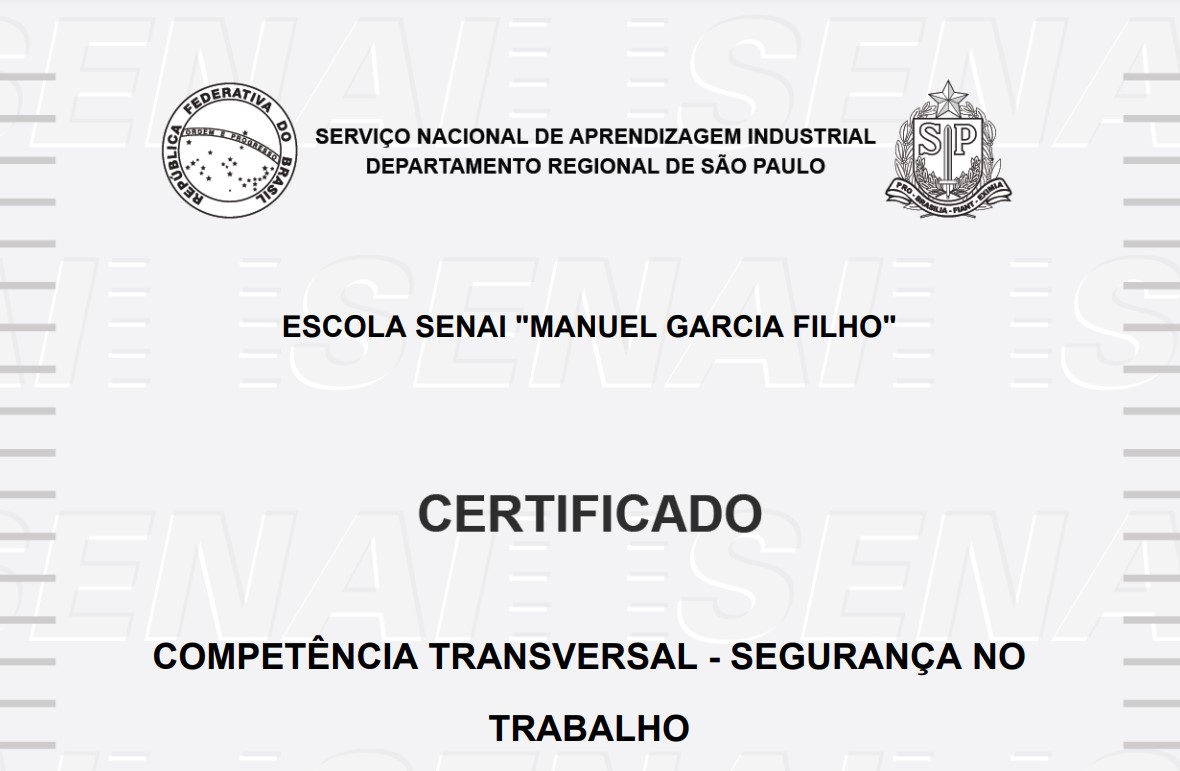 REPÚBLICA FEDERATIVA DO BRASIL
ORDEM E PROGRESSO
SERVIÇO NACIONAL DE APRENDIZAGEM INDUSTRIAL
DEPARTAMENTO REGIONAL DE SÃO PAULO
SP
PRO - BRASILIA - FIANT - EXIMIA
ESCOLA SENAI "MANUEL GARCIA FILHO"
CERTIFICADO
COMPETÊNCIA TRANSVERSAL - SEGURANÇA NO
TRABALHO
SENAI